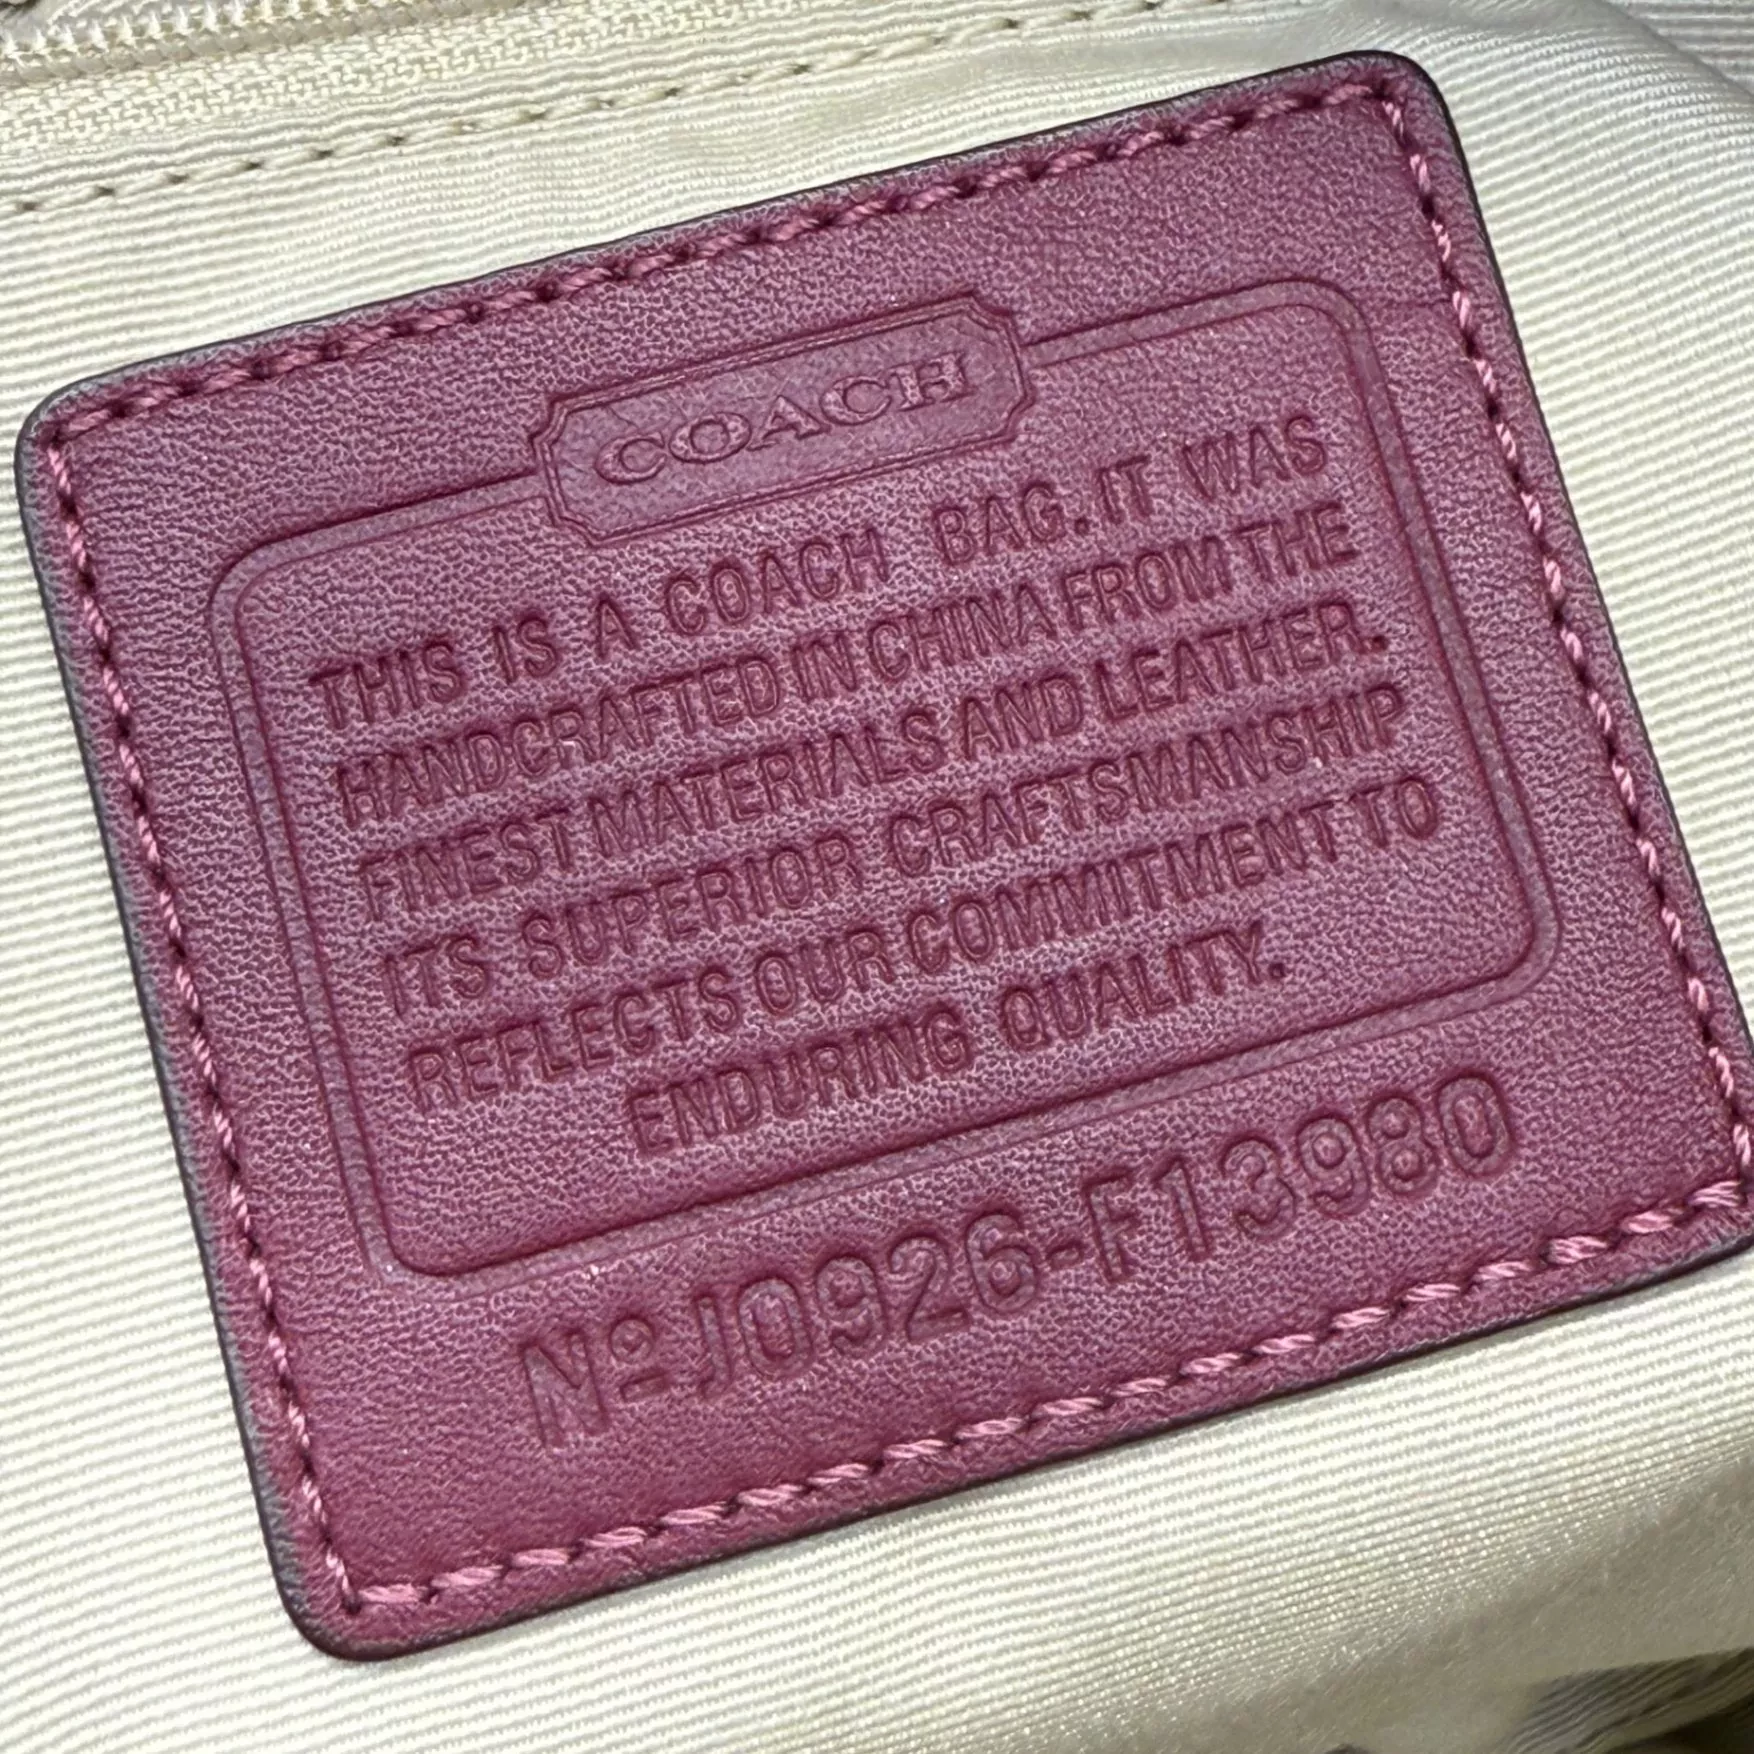 COACH
THIS IS A COACH BAG. IT WAS
HANDCRAFTED IN CHINA FROM THE
FINEST MATERIALS AND LEATHER.
ITS SUPERIOR CRAFTSMANSHIP
REFLECTS OUR COMMITMENT TO
ENDURING QUALITY.
Nº J0926-F13980